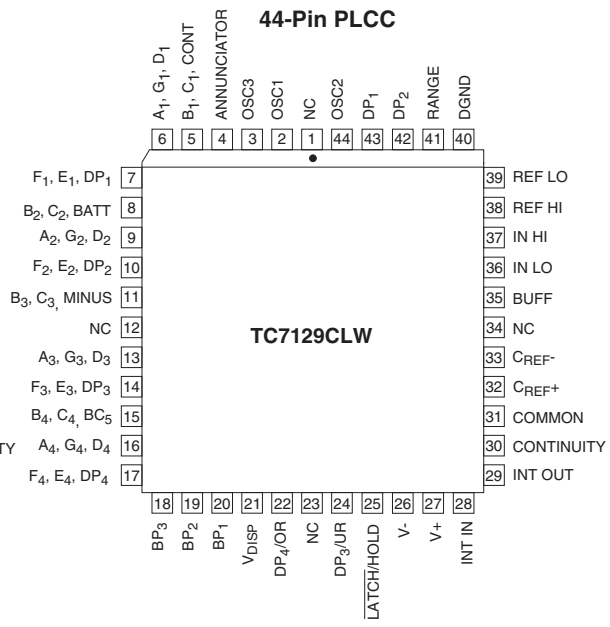 44-Pin PLCC
A1, G1, D1
B1, C1, CONT
ANNUNCIATOR
OSC3
OSC1
NC
OSC2
DP1
DP2
RANGE
DGND
6 5 4 3 2 1 44 43 42 41 40
F1, E1, DP1 7
B2, C2, BATT 8
A2, G2, D2 9
F2, E2, DP2 10
B3, C3, MINUS 11
NC 12
A3, G3, D3 13
F3, E3, DP3 14
B4, C4, BC5 15
TY A4, G4, D4 16
F4, E4, DP4 17
TC7129CLW
39 REF LO
38 REF HI
37 IN HI
36 IN LO
35 BUFF
34 NC
33 CREF-
32 CREF+
31 COMMON
30 CONTINUITY
29 INT OUT
18 19 20 21 22 23 24 25 26 27 28
BP3
BP2
BP1
VDISP
DP4/OR
NC
DP3/UR
LATCH/HOLD
V-
V+
INT IN